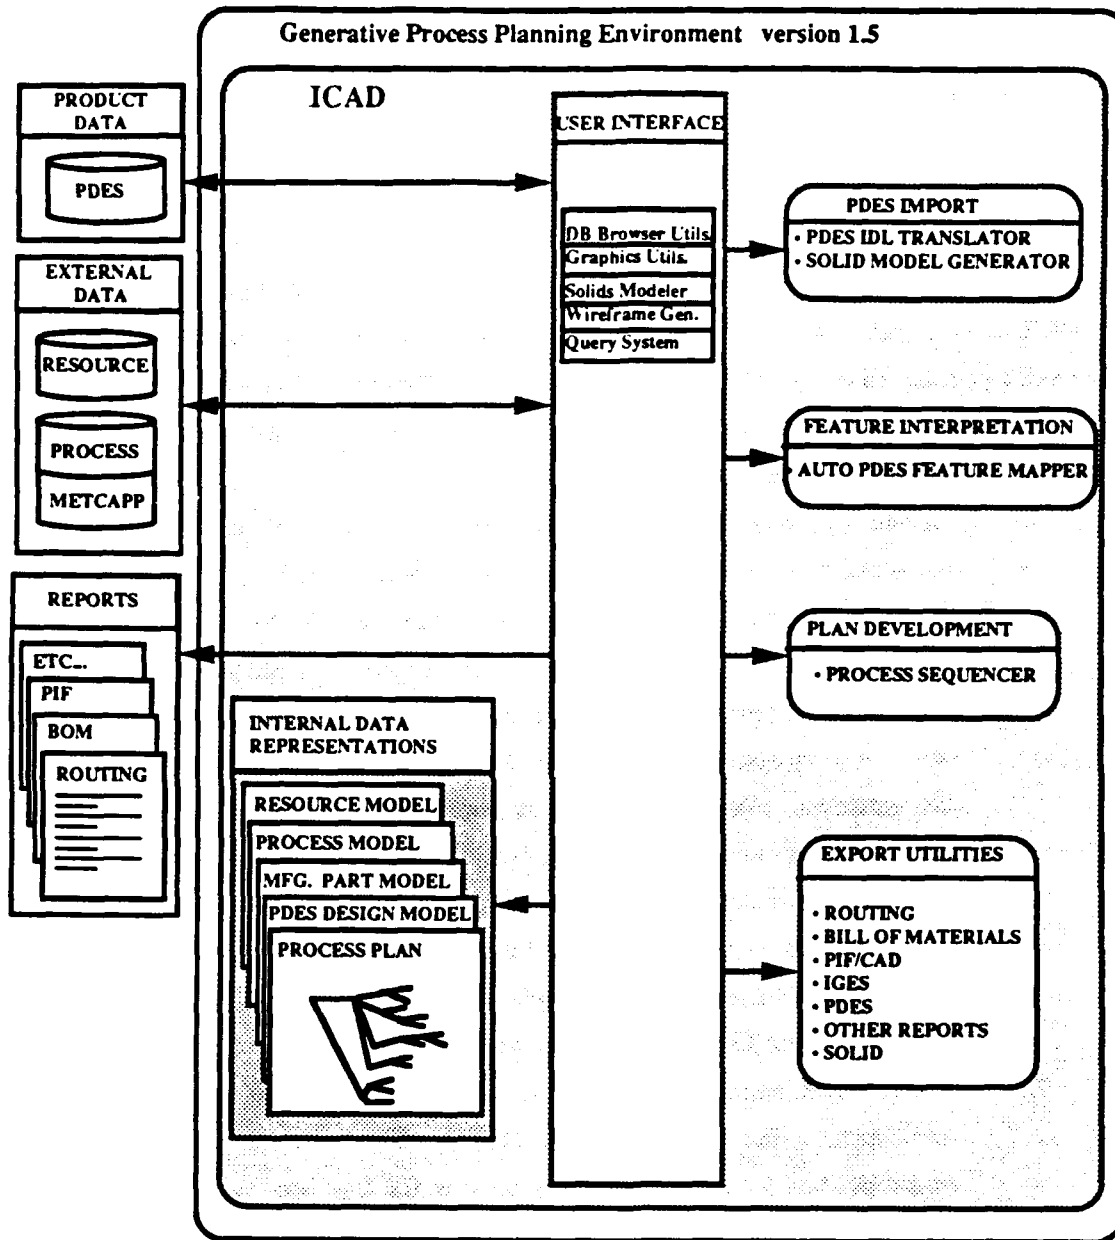 Generative Process Planning Environment version 1.5
ICAD
PRODUCT
DATA
PDES
EXTERNAL
DATA
RESOURCE
PROCESS
METCAPP
REPORTS
ETC...
PIF
BOM
ROUTING
INTERNAL DATA
REPRESENTATIONS
RESOURCE MODEL
PROCESS MODEL
MFG. PART MODEL
PDES DESIGN MODEL
PROCESS PLAN
USER INTERFACE
DB Browser Utils.
Graphics Utils.
Solids Modeler
Wireframe Gen.
Query System
PDES IMPORT
• PDES IDL TRANSLATOR
• SOLID MODEL GENERATOR
FEATURE INTERPRETATION
• AUTO PDES FEATURE MAPPER
PLAN DEVELOPMENT
• PROCESS SEQUENCER
EXPORT UTILITIES
• ROUTING
• BILL OF MATERIALS
• PIF/CAD
• IGES
• PDES
• OTHER REPORTS
• SOLID